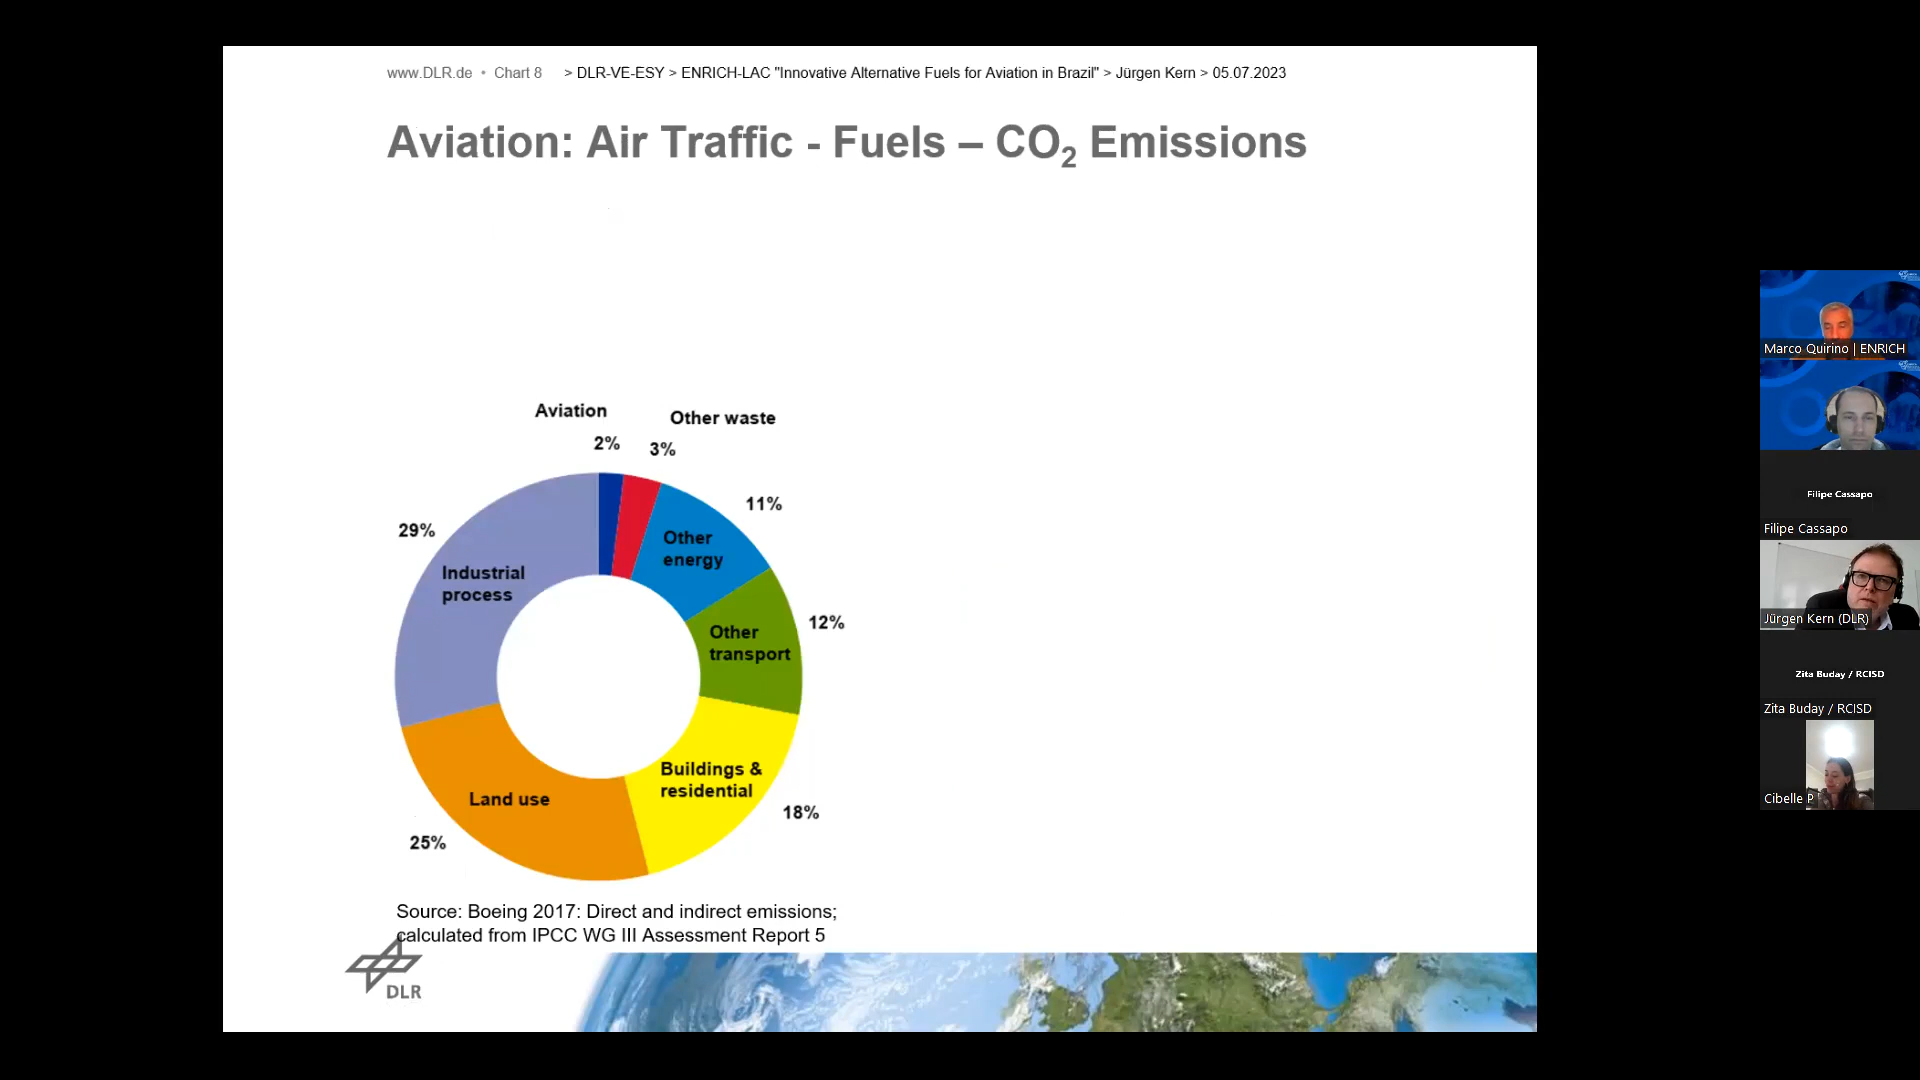 www.DLR.de • Chart 8 > DLR-VE-ESY > ENRICH-LAC "Innovative Alternative Fuels for Aviation in Brazil" > Jürgen Kern > 05.07.2023
Aviation: Air Traffic - Fuels – CO₂ Emissions
Aviation
Other waste
2%
3%
11%
29%
Other
energy
Industrial
process
12%
Other
transport
Buildings &
residential
Land use
18%
25%
Source: Boeing 2017: Direct and indirect emissions;
calculated from IPCC WG III Assessment Report 5
DLR
Marco Quirino | ENRICH
Filipe Cassapo
Filipe Cassapo
Jürgen Kern (DLR)
Zita Buday / RCISD
Zita Buday / RCISD
Cibelle P